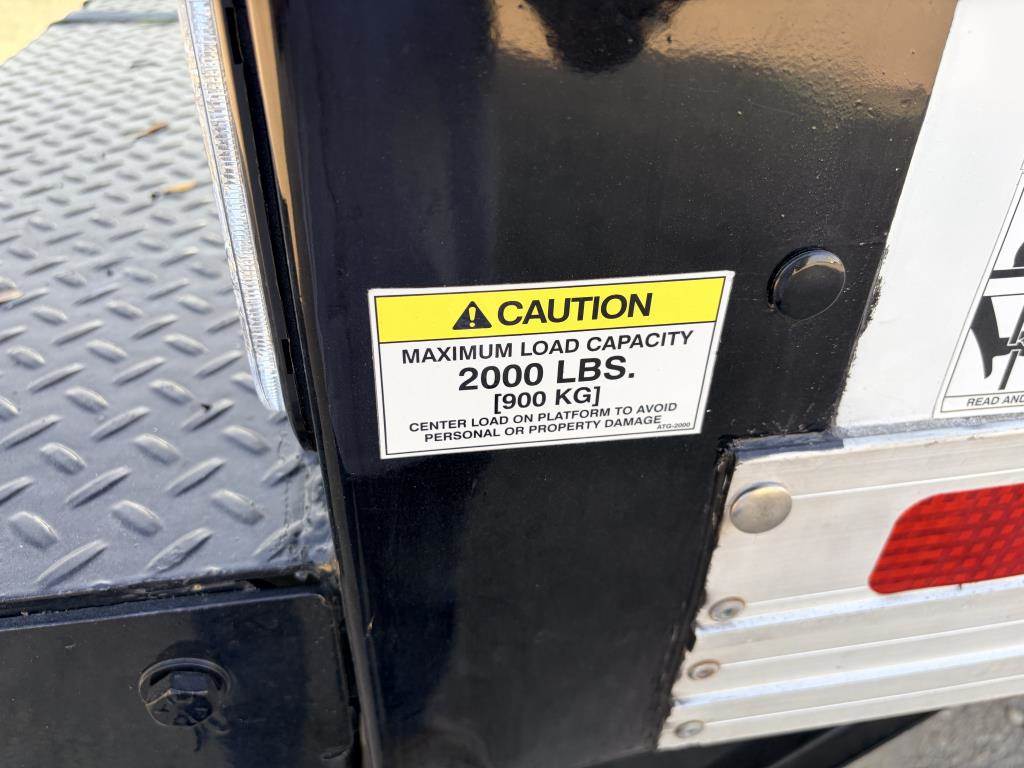 CAUTION
MAXIMUM LOAD CAPACITY
2000 LBS.
[900 KG]
CENTER LOAD ON PLATFORM TO AVOID
PERSONAL OR PROPERTY DAMAGE
ATG-2000
READ AND